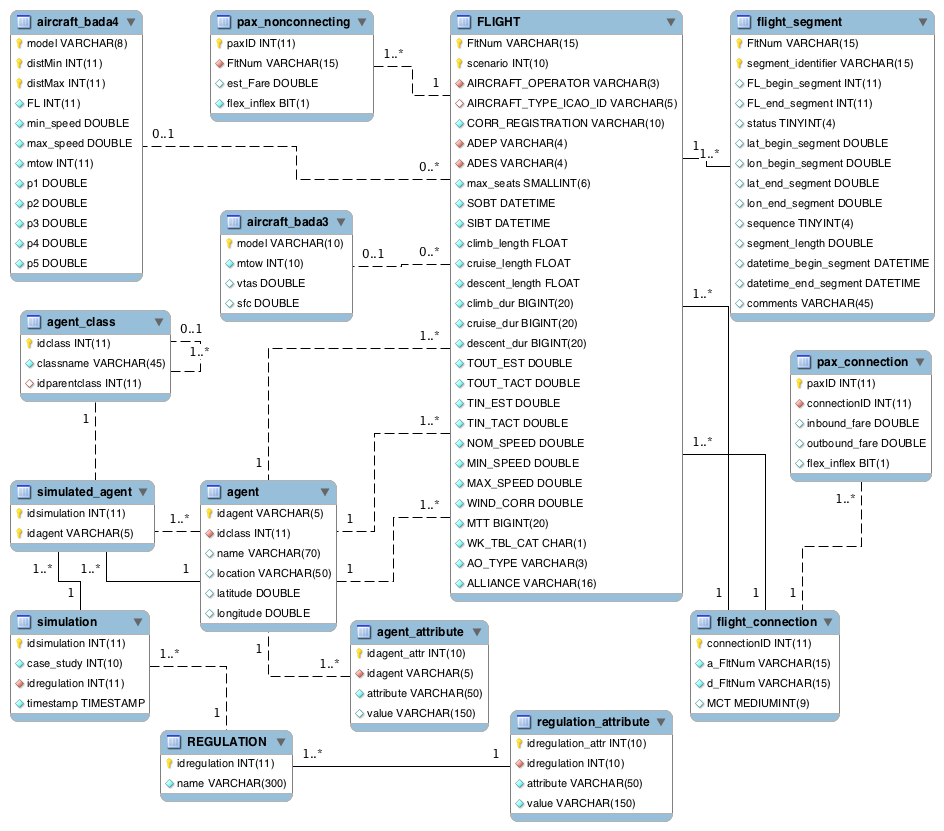 aircraft_bada4
model VARCHAR(8)
distMin INT(11)
distMax INT(11)
FL INT(11)
min_speed DOUBLE
max_speed DOUBLE
mtow INT(11)
p1 DOUBLE
p2 DOUBLE
p3 DOUBLE
p4 DOUBLE
p5 DOUBLE
0..1
0..*
pax_nonconnecting
paxID INT(11)
FltNum VARCHAR(15)
est_Fare DOUBLE
flex_inflex BIT(1)
1..*
1
FLIGHT
FltNum VARCHAR(15)
scenario INT(10)
AIRCRAFT_OPERATOR VARCHAR(3)
AIRCRAFT_TYPE_ICAO_ID VARCHAR(5)
CORR_REGISTRATION VARCHAR(10)
ADEP VARCHAR(4)
ADES VARCHAR(4)
max_seats SMALLINT(6)
SOBT DATETIME
SIBT DATETIME
climb_length FLOAT
cruise_length FLOAT
descent_length FLOAT
climb_dur BIGINT(20)
cruise_dur BIGINT(20)
descent_dur BIGINT(20)
TOUT_EST DOUBLE
TOUT_TACT DOUBLE
TIN_EST DOUBLE
TIN_TACT DOUBLE
NOM_SPEED DOUBLE
MIN_SPEED DOUBLE
MAX_SPEED DOUBLE
WIND_CORR DOUBLE
MTT BIGINT(20)
WK_TBL_CAT CHAR(1)
AO_TYPE VARCHAR(3)
ALLIANCE VARCHAR(16)
flight_segment
FltNum VARCHAR(15)
segment_identifier VARCHAR(15)
FL_begin_segment INT(11)
FL_end_segment INT(11)
status TINYINT(4)
lat_begin_segment DOUBLE
lon_begin_segment DOUBLE
lat_end_segment DOUBLE
lon_end_segment DOUBLE
sequence TINYINT(4)
segment_length DOUBLE
datetime_begin_segment DATETIME
datetime_end_segment DATETIME
comments VARCHAR(45)
1
1..*
aircraft_bada3
model VARCHAR(10)
mtow INT(10)
vtas DOUBLE
sfc DOUBLE
0..1
0..*
agent_class
idclass INT(11)
classname VARCHAR(45)
idparentclass INT(11)
0..1
1..*
1
1..*
1
1..*
1
1..*
1
1..*
1..*
pax_connection
paxID INT(11)
connectionID INT(11)
inbound_fare DOUBLE
outbound_fare DOUBLE
flex_inflex BIT(1)
1..*
1
1
1
simulated_agent
idsimulation INT(11)
idagent VARCHAR(5)
1..*
1..*
1..*
1
1
agent
idagent VARCHAR(5)
idclass INT(11)
name VARCHAR(70)
location VARCHAR(50)
latitude DOUBLE
longitude DOUBLE
1
1..*
simulation
idsimulation INT(11)
case_study INT(10)
idregulation INT(11)
timestamp TIMESTAMP
1..*
1
agent_attribute
idagent_attr INT(10)
idagent VARCHAR(5)
attribute VARCHAR(50)
value VARCHAR(150)
flight_connection
connectionID INT(11)
a_FltNum VARCHAR(15)
d_FltNum VARCHAR(15)
MCT MEDIUMINT(9)
REGULATION
idregulation INT(11)
name VARCHAR(300)
1..*
1
regulation_attribute
idregulation_attr INT(10)
idregulation INT(10)
attribute VARCHAR(50)
value VARCHAR(150)